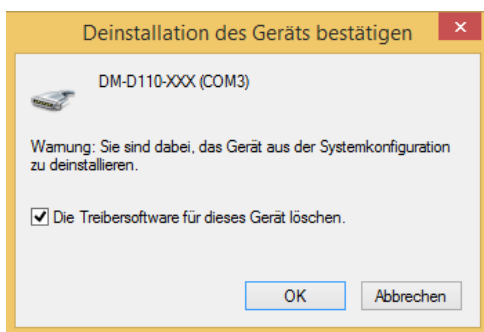 Deinstallation des Geräts bestätigen
DM-D110-XXX (COM3)
Warnung: Sie sind dabei, das Gerät aus der Systemkonfiguration
zu deinstallieren.
Die Treibersoftware für dieses Gerät löschen.
OK
Abbrechen